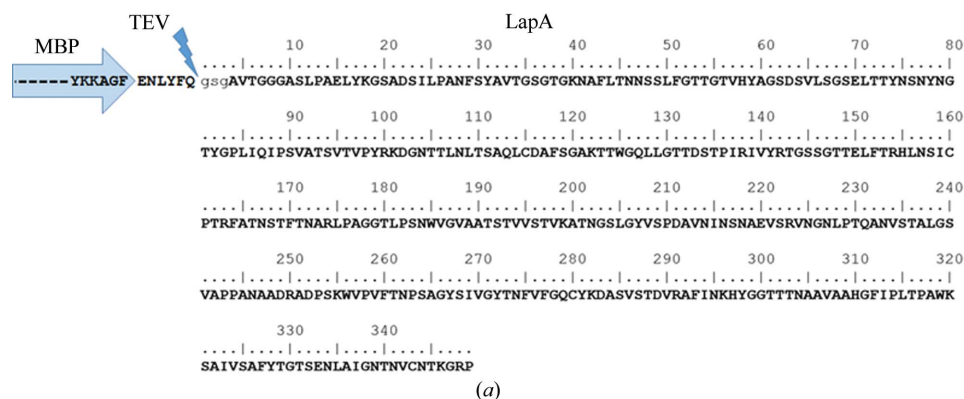 TEV
LapA
MBP
10 20 30 40 50 60 70 80
-----YKKAGF ENLYFQ gsgAVTGGGASLPAELYKGSADSILPANFSYAVTGSGTGKNAFLTNNSSLFGTTGTVHYAGSDSVLSGSELTTYNSNYNG
90 100 110 120 130 140 150 160
TYGPLIQIPSVATSVTVPYRKDGNTTLNLTSAQLCDAFSGAKTTWGQLLGTTDSTPIRIVYRTGSSGTTELFTRHLNSIC
170 180 190 200 210 220 230 240
PTRFATNSTFTNARLPAGGTLPSNWVGVAATSTVVSTVKATNGSLGYVSPDAVNINSNAEVSRVNGNLPTQANVSTALGS
250 260 270 280 290 300 310 320
VAPPANAADRADPSKWVPVFTNPSAGYSIVGYTNFVFGQCYKDASVSTDVRAFINKHYGGTTTNAAVAAHGFIPLTPAWK
330 340
SAIVSAFYTGTSENLAIGNTNVCNTKGRP
(a)